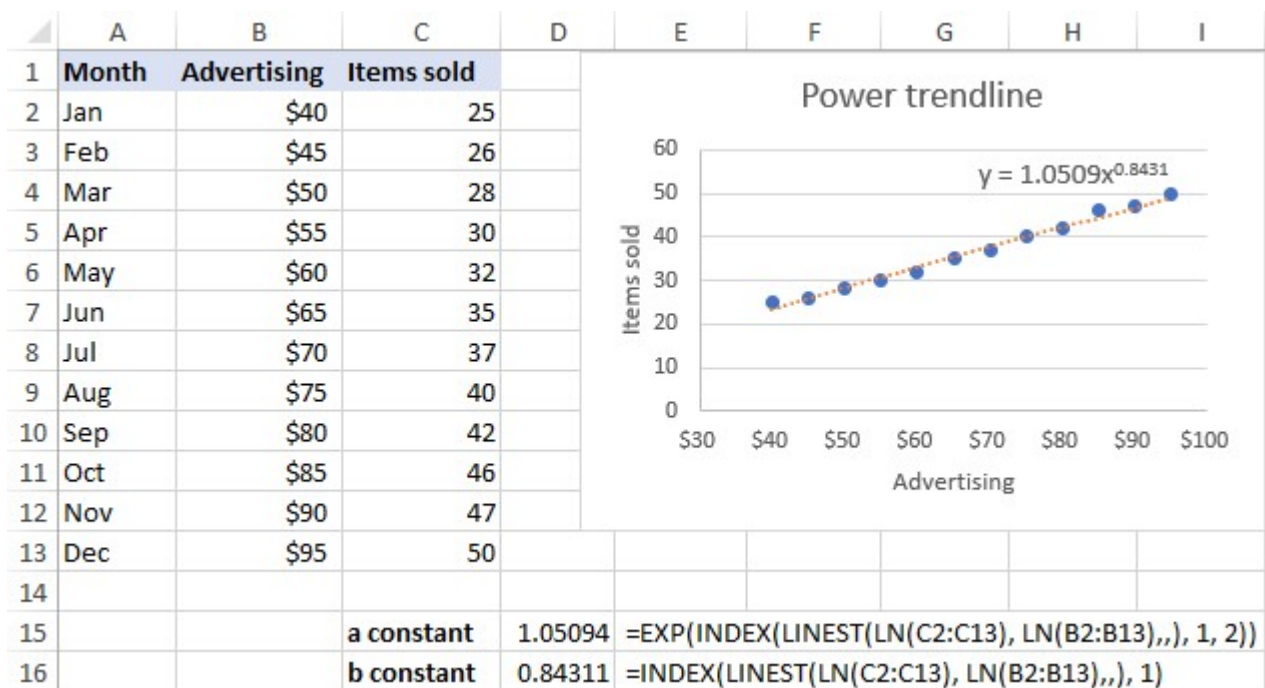 A B C D E F G H I
1 Month Advertising Items sold
2 Jan $40 25
3 Feb $45 26
4 Mar $50 28
5 Apr $55 30
6 May $60 32
7 Jun $65 35
8 Jul $70 37
9 Aug $75 40
10 Sep $80 42
11 Oct $85 46
12 Nov $90 47
13 Dec $95 50
14
15 a constant 1.05094 =EXP(INDEX(LINEST(LN(C2:C13), LN(B2:B13),,), 1, 2))
16 b constant 0.84311 =INDEX(LINEST(LN(C2:C13), LN(B2:B13),,), 1)
Power trendline
y = 1.0509x^0.8431
60
50
40
30
20
10
0
Items sold
$30 $40 $50 $60 $70 $80 $90 $100
Advertising